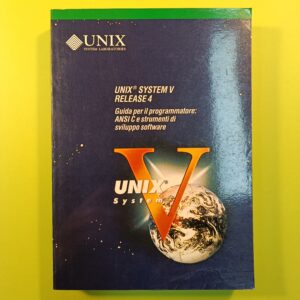 UNIX
SYSTEM LABORATORIES
UNIX® SYSTEM V
RELEASE 4
Guida per il programmatore:
ANSI C e strumenti di
sviluppo software
UNIX
System
V